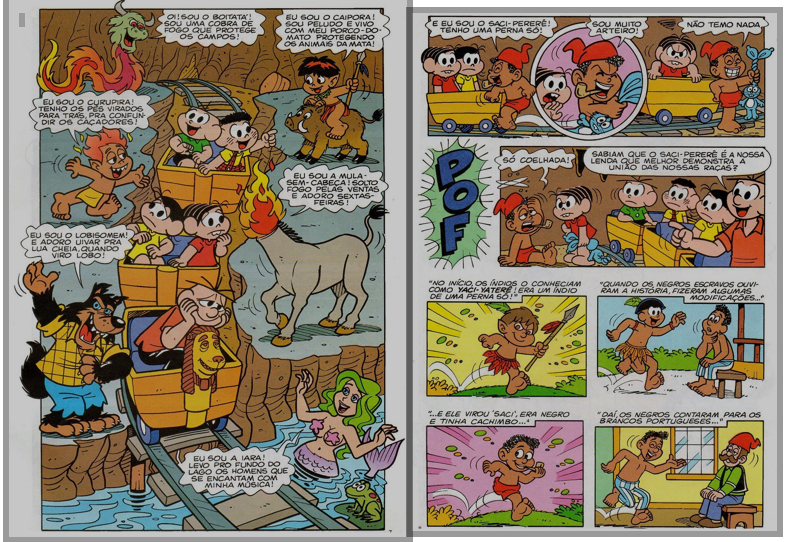 OI! SOU O BOITATÁ!
SOU UMA COBRA DE
FOGO QUE PROTEGE
OS CAMPOS!
EU SOU O CAIPORA!
SOU PELUDO E VIVO
COM MEU PORCO-DO-
MATO PROTEGENDO
OS ANIMAIS DA MATA!
EU SOU O CURUPIRA!
TENHO OS PÉS VIRADOS
PARA TRÁS, PRA CONFUN-
DIR OS CAÇADORES!
EU SOU A MULA-
SEM-CABEÇA! SOLTO
FOGO PELAS VENTAS
E ADORO SEXTAS-
FEIRAS!
EU SOU O LOBISOMEM!
E ADORO UIVAR PRA
LUA CHEIA, QUANDO
VIRO LOBO!
EU SOU A IARA!
LEVO PRO FUNDO DO
LAGO OS HOMENS QUE
SE ENCANTAM COM
MINHA MÚSICA!
E EU SOU O SACI-PERERÊ!
TENHO UMA PERNA SÓ!
SOU MUITO
ARTEIRO!
NÃO TEMO NADA,
POF
SÓ COELHADA!
SABIAM QUE O SACI-PERERÊ É A NOSSA
LENDA QUE MELHOR DEMONSTRA A
UNIÃO DAS NOSSAS RAÇAS?
"NO INÍCIO, OS ÍNDIOS O CONHECIAM
COMO YACI-YATERÊ! ERA UM ÍNDIO
DE UMA PERNA SÓ!"
"QUANDO OS NEGROS ESCRAVOS OUVI-
RAM A HISTÓRIA, FIZERAM ALGUMAS
MODIFICAÇÕES..."
"...E ELE VIROU 'SACI', ERA NEGRO
E TINHA CACHIMBO..."
"DAÍ, OS NEGROS CONTARAM PARA OS
BRANCOS PORTUGUESES..."